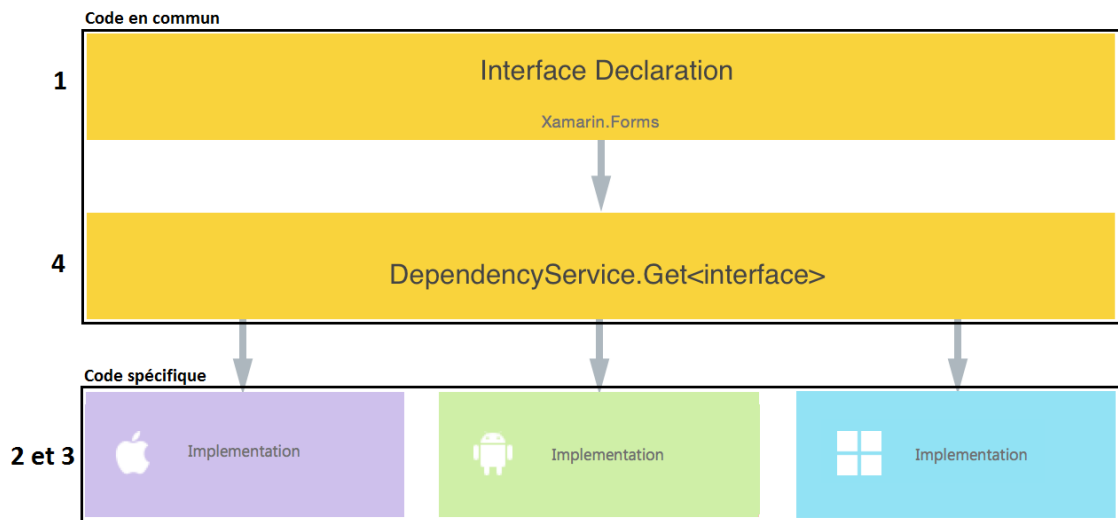 Code en commun
1
Interface Declaration
Xamarin.Forms
4
DependencyService.Get<interface>
Code spécifique
2 et 3
Implementation
Implementation
Implementation